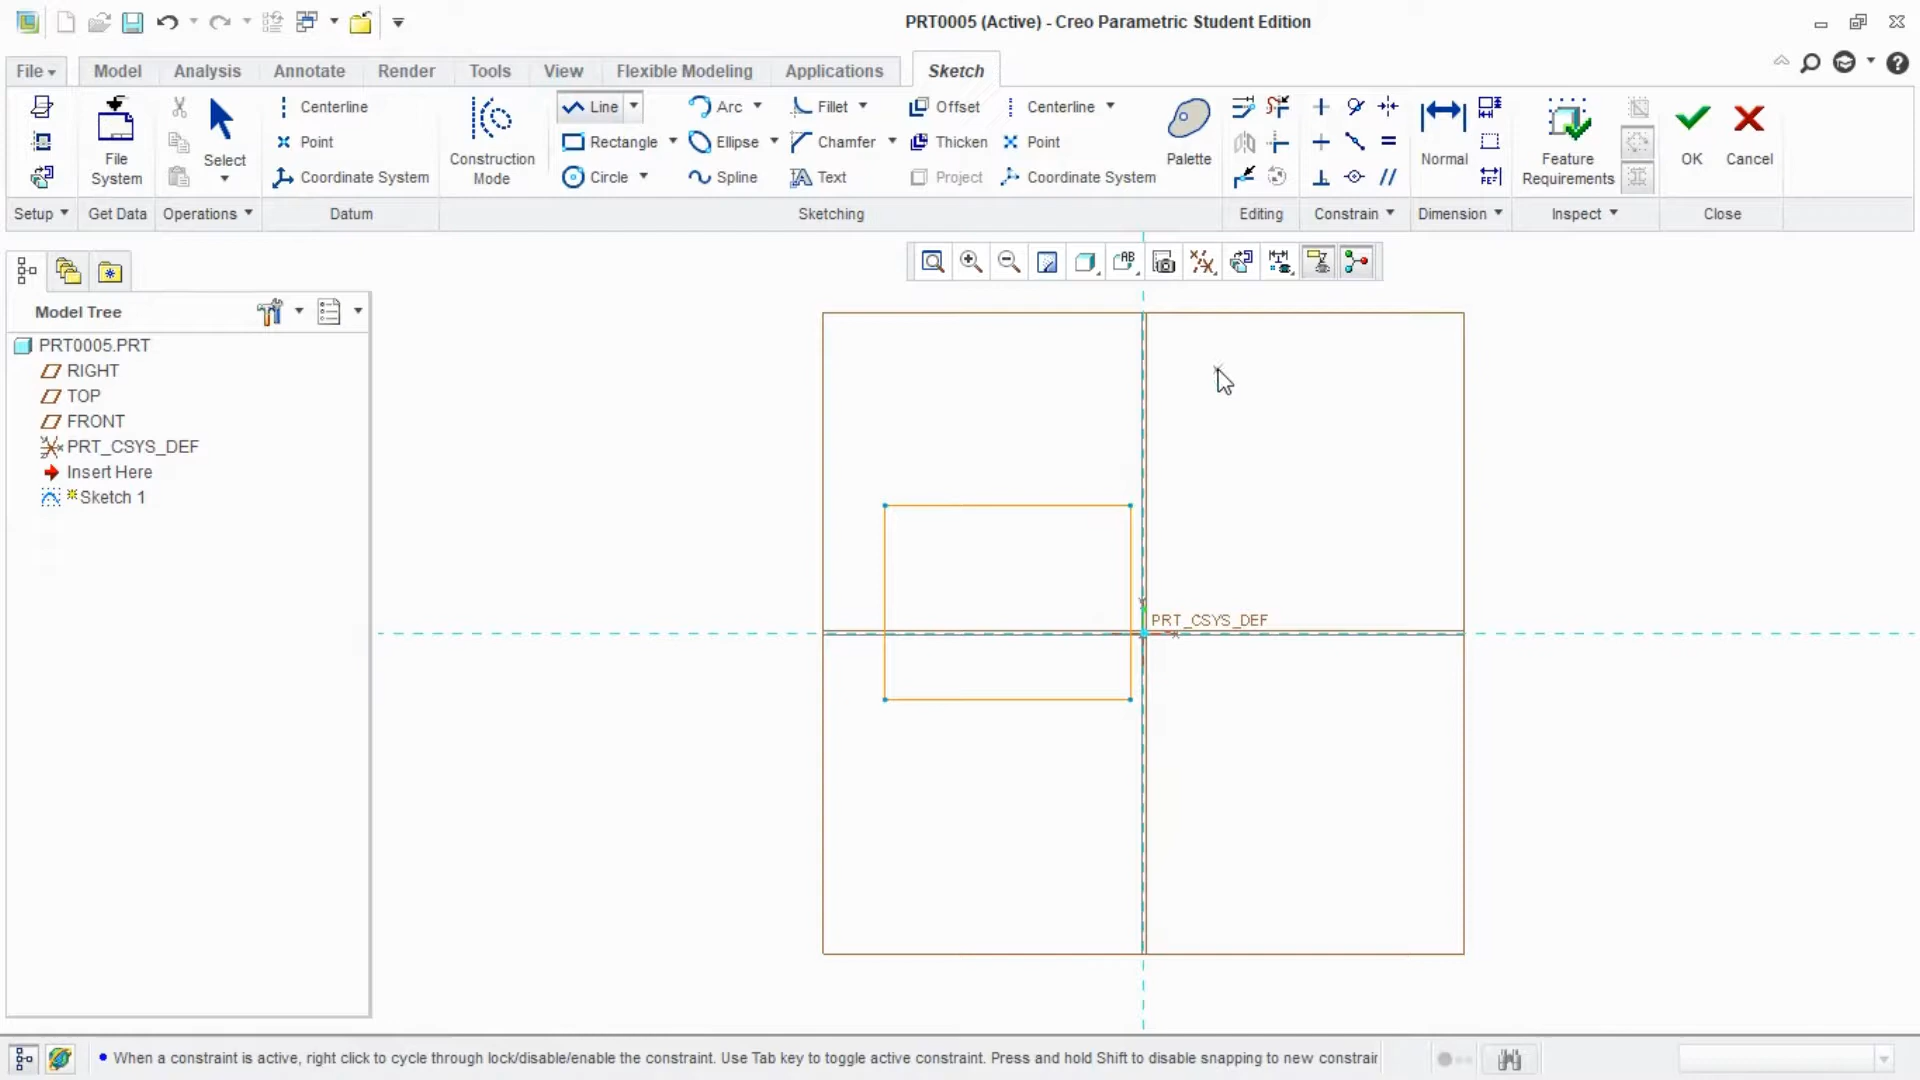 PRT0005 (Active) - Creo Parametric Student Edition
File Model Analysis Annotate Render Tools View Flexible Modeling Applications Sketch
Centerline Line Arc Fillet Offset Centerline
Point Rectangle Ellipse Chamfer Thicken Point
File System Select Construction Mode Palette Normal Feature Requirements OK Cancel
Coordinate System Circle Spline Text Project Coordinate System
Setup Get Data Operations Datum Sketching Editing Constrain Dimension Inspect Close
Model Tree
PRT0005.PRT
RIGHT
TOP
FRONT
PRT_CSYS_DEF
Insert Here
Sketch 1
PRT_CSYS_DEF
When a constraint is active, right click to cycle through lock/disable/enable the constraint. Use Tab key to toggle active constraint. Press and hold Shift to disable snapping to new constrair